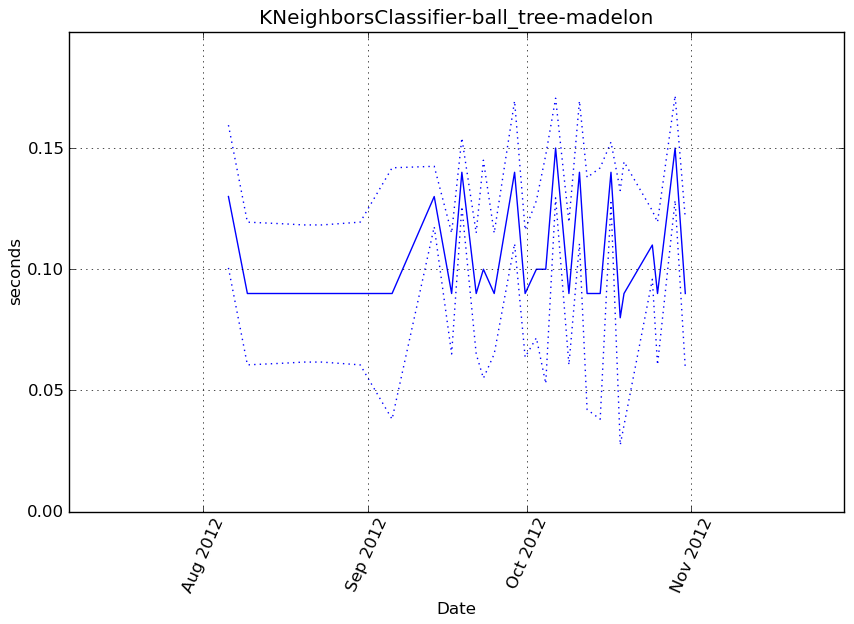 KNeighborsClassifier-ball_tree-madelon
seconds
0.15
0.10
0.05
0.00
Aug 2012
Sep 2012
Oct 2012
Nov 2012
Date